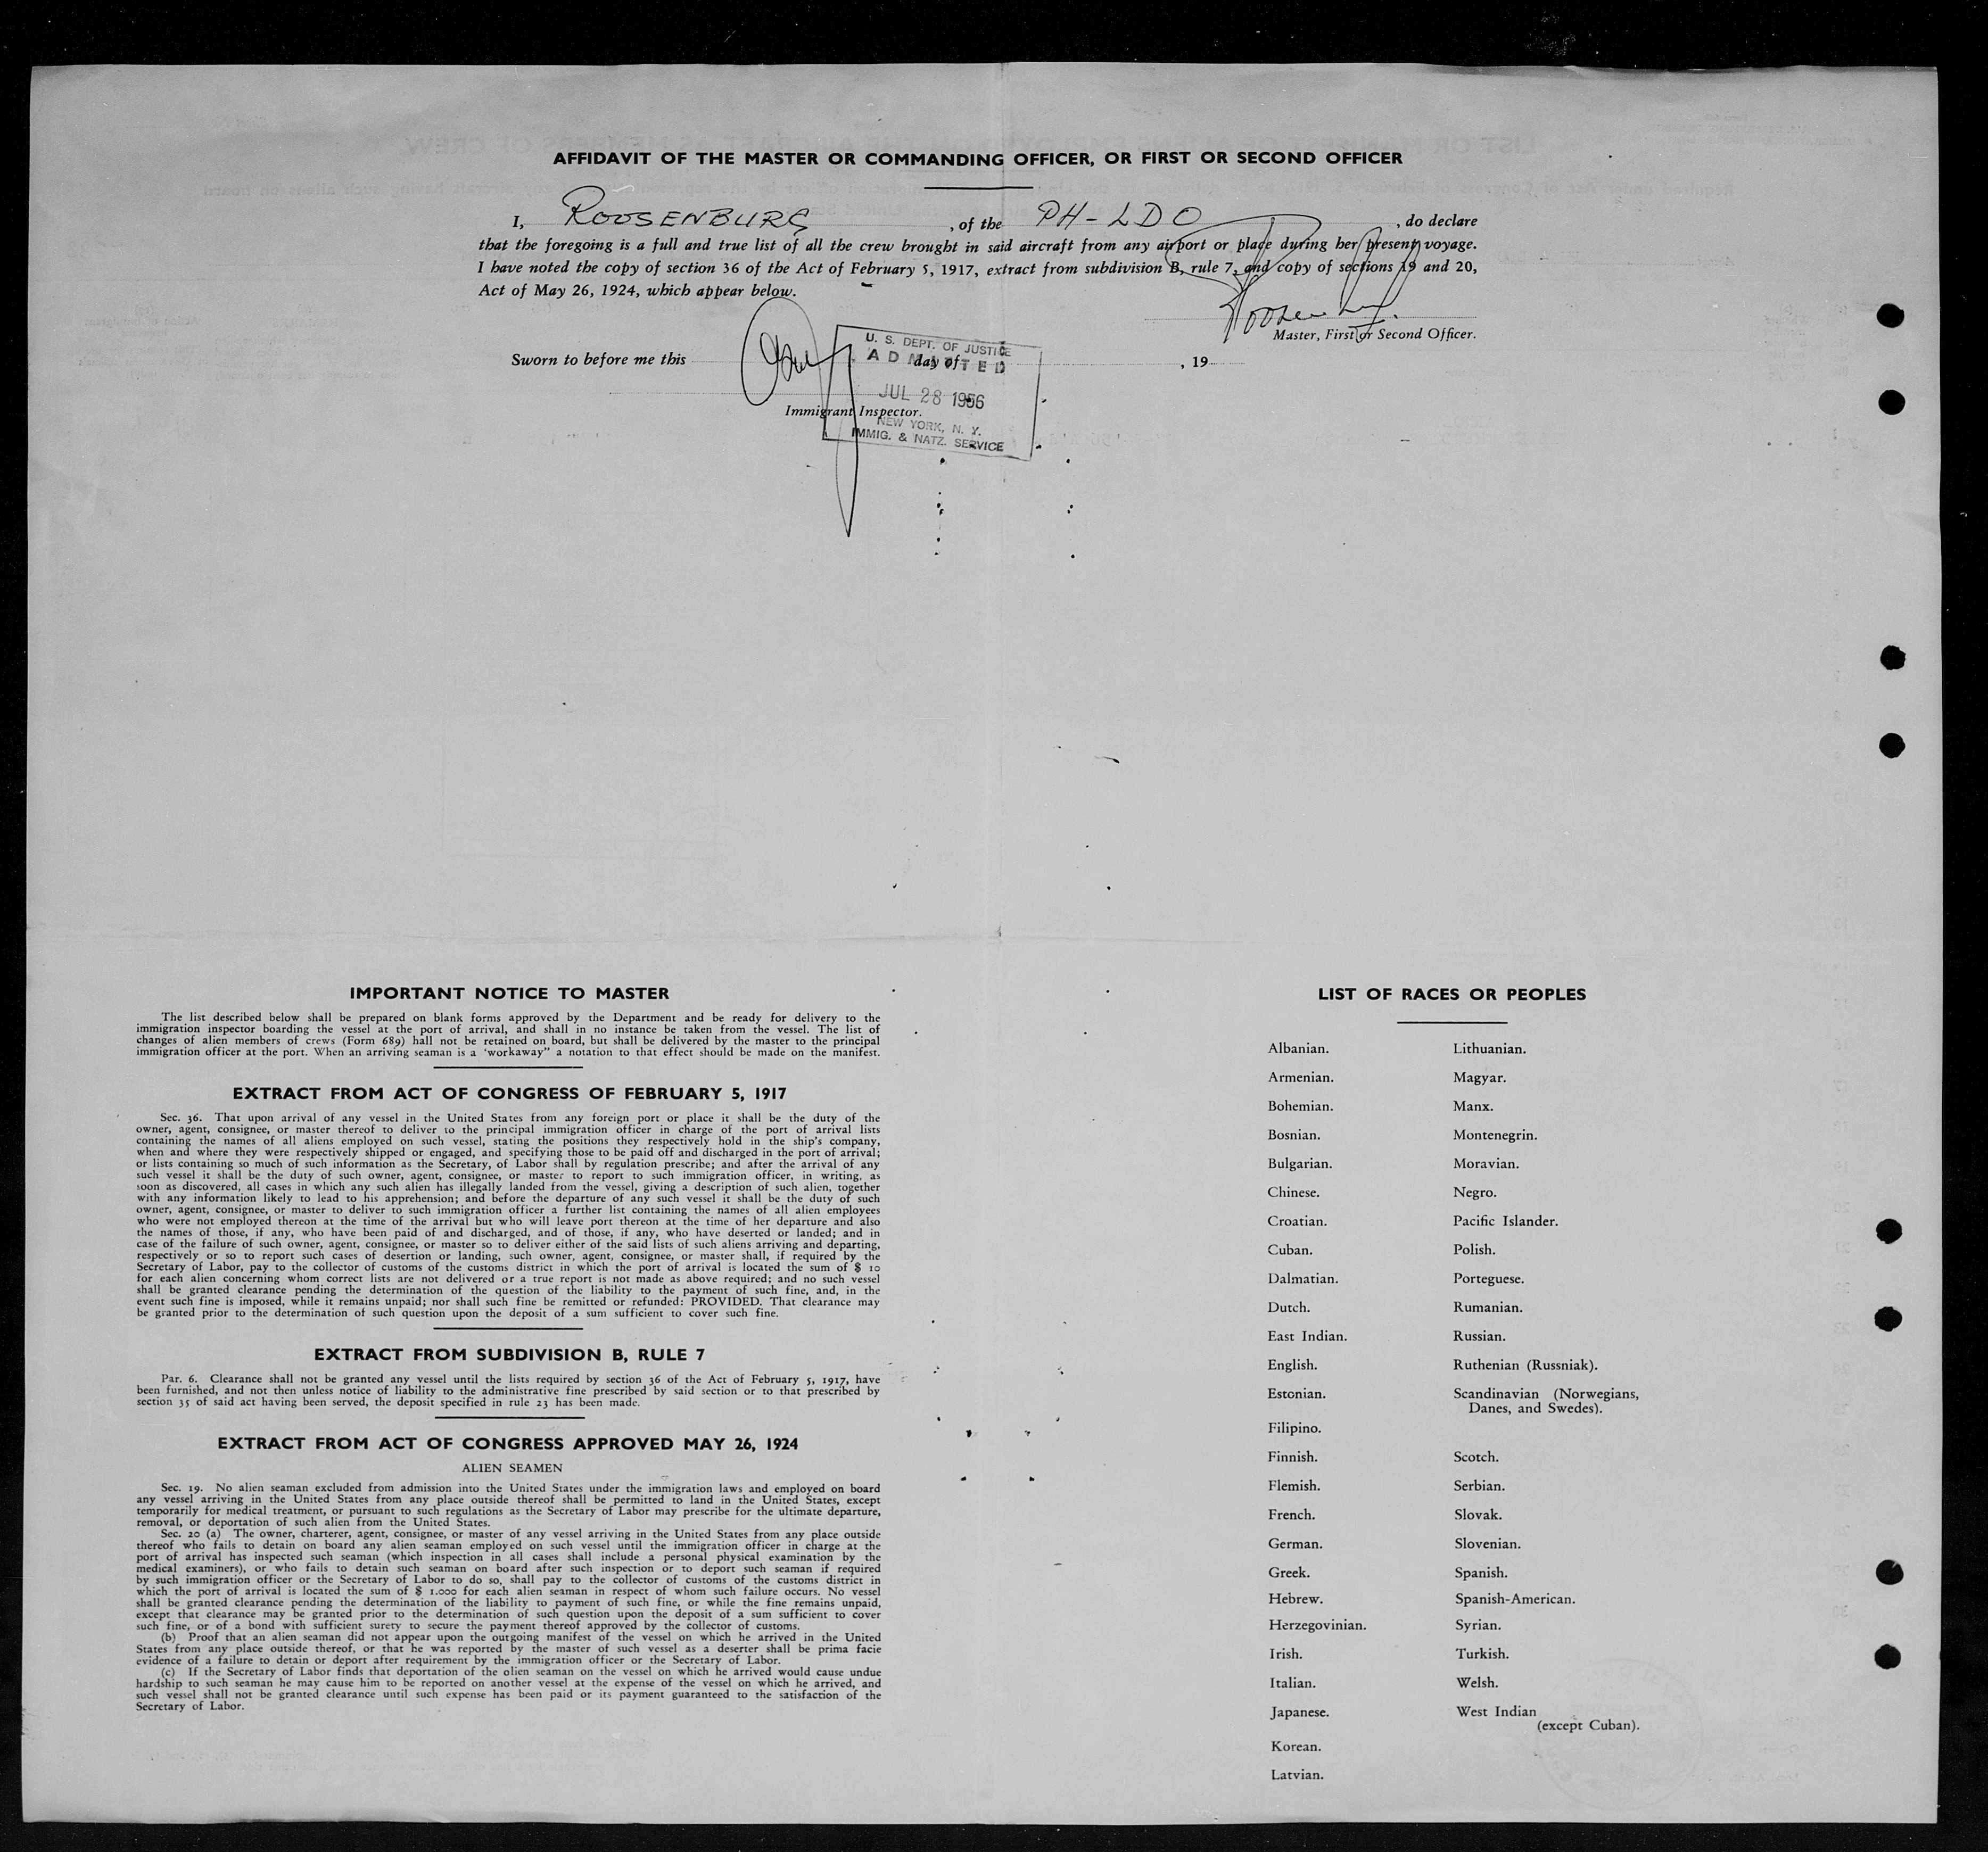 AFFIDAVIT OF THE MASTER OR COMMANDING OFFICER, OR FIRST OR SECOND OFFICER
I, ROOSENBURG , of the PH-LDO , do declare
that the foregoing is a full and true list of all the crew brought in said aircraft from any airport or place during her present voyage.
I have noted the copy of section 36 of the Act of February 5, 1917, extract from subdivision B, rule 7, and copy of sections 19 and 20,
Act of May 26, 1924, which appear below.
Roosenburg.
Master, First or Second Officer.
Sworn to before me this day of , 19
Immigrant Inspector.
U. S. DEPT. OF JUSTICE
ADMITTED
JUL 28 1956
NEW YORK, N. Y.
IMMIG. & NATZ. SERVICE
IMPORTANT NOTICE TO MASTER
The list described below shall be prepared on blank forms approved by the Department and be ready for delivery to the
immigration inspector boarding the vessel at the port of arrival, and shall in no instance be taken from the vessel. The list of
changes of alien members of crews (Form 689) hall not be retained on board, but shall be delivered by the master to the principal
immigration officer at the port. When an arriving seaman is a 'workaway" a notation to that effect should be made on the manifest.
EXTRACT FROM ACT OF CONGRESS OF FEBRUARY 5, 1917
Sec. 36. That upon arrival of any vessel in the United States from any foreign port or place it shall be the duty of the
owner, agent, consignee, or master thereof to deliver to the principal immigration officer in charge of the port of arrival lists
containing the names of all aliens employed on such vessel, stating the positions they respectively hold in the ship's company,
when and where they were respectively shipped or engaged, and specifying those to be paid off and discharged in the port of arrival;
or lists containing so much of such information as the Secretary, of Labor shall by regulation prescribe; and after the arrival of any
such vessel it shall be the duty of such owner, agent, consignee, or master to report to such immigration officer, in writing, as
soon as discovered, all cases in which any such alien has illegally landed from the vessel, giving a description of such alien, together
with any information likely to lead to his apprehension; and before the departure of any such vessel it shall be the duty of such
owner, agent, consignee, or master to deliver to such immigration officer a further list containing the names of all alien employees
who were not employed thereon at the time of the arrival but who will leave port thereon at the time of her departure and also
the names of those, if any, who have been paid of and discharged, and of those, if any, who have deserted or landed; and in
case of the failure of such owner, agent, consignee, or master so to deliver either of the said lists of such aliens arriving and departing,
respectively or so to report such cases of desertion or landing, such owner, agent, consignee, or master shall, if required by the
Secretary of Labor, pay to the collector of customs of the customs district in which the port of arrival is located the sum of $ 10
for each alien concerning whom correct lists are not delivered or a true report is not made as above required; and no such vessel
shall be granted clearance pending the determination of the question of the liability to the payment of such fine, and, in the
event such fine is imposed, while it remains unpaid; nor shall such fine be remitted or refunded: PROVIDED. That clearance may
be granted prior to the determination of such question upon the deposit of a sum sufficient to cover such fine.
EXTRACT FROM SUBDIVISION B, RULE 7
Par. 6. Clearance shall not be granted any vessel until the lists required by section 36 of the Act of February 5, 1917, have
been furnished, and not then unless notice of liability to the administrative fine prescribed by said section or to that prescribed by
section 35 of said act having been served, the deposit specified in rule 23 has been made.
EXTRACT FROM ACT OF CONGRESS APPROVED MAY 26, 1924
ALIEN SEAMEN
Sec. 19. No alien seaman excluded from admission into the United States under the immigration laws and employed on board
any vessel arriving in the United States from any place outside thereof shall be permitted to land in the United States, except
temporarily for medical treatment, or pursuant to such regulations as the Secretary of Labor may prescribe for the ultimate departure,
removal, or deportation of such alien from the United States.
Sec. 20 (a) The owner, charterer, agent, consignee, or master of any vessel arriving in the United States from any place outside
thereof who fails to detain on board any alien seaman employed on such vessel until the immigration officer in charge at the
port of arrival has inspected such seaman (which inspection in all cases shall include a personal physical examination by the
medical examiners), or who fails to detain such seaman on board after such inspection or to deport such seaman if required
by such immigration officer or the Secretary of Labor to do so, shall pay to the collector of customs of the customs district in
which the port of arrival is located the sum of $ 1.000 for each alien seaman in respect of whom such failure occurs. No vessel
shall be granted clearance pending the determination of the liability to payment of such fine, or while the fine remains unpaid,
except that clearance may be granted prior to the determination of such question upon the deposit of a sum sufficient to cover
such fine, or of a bond with sufficient surety to secure the payment thereof approved by the collector of customs.
(b) Proof that an alien seaman did not appear upon the outgoing manifest of the vessel on which he arrived in the United
States from any place outside thereof, or that he was reported by the master of such vessel as a deserter shall be prima facie
evidence of a failure to detain or deport after requirement by the immigration officer or the Secretary of Labor.
(c) If the Secretary of Labor finds that deportation of the olien seaman on the vessel on which he arrived would cause undue
hardship to such seaman he may cause him to be reported on another vessel at the expense of the vessel on which he arrived, and
such vessel shall not be granted clearance until such expense has been paid or its payment guaranteed to the satisfaction of the
Secretary of Labor.
LIST OF RACES OR PEOPLES
Albanian.
Armenian.
Bohemian.
Bosnian.
Bulgarian.
Chinese.
Croatian.
Cuban.
Dalmatian.
Dutch.
East Indian.
English.
Estonian.
Filipino.
Finnish.
Flemish.
French.
German.
Greek.
Hebrew.
Herzegovinian.
Irish.
Italian.
Japanese.
Korean.
Latvian.
Lithuanian.
Magyar.
Manx.
Montenegrin.
Moravian.
Negro.
Pacific Islander.
Polish.
Porteguese.
Rumanian.
Russian.
Ruthenian (Russniak).
Scandinavian (Norwegians,
Danes, and Swedes).
Scotch.
Serbian.
Slovak.
Slovenian.
Spanish.
Spanish-American.
Syrian.
Turkish.
Welsh.
West Indian
(except Cuban).